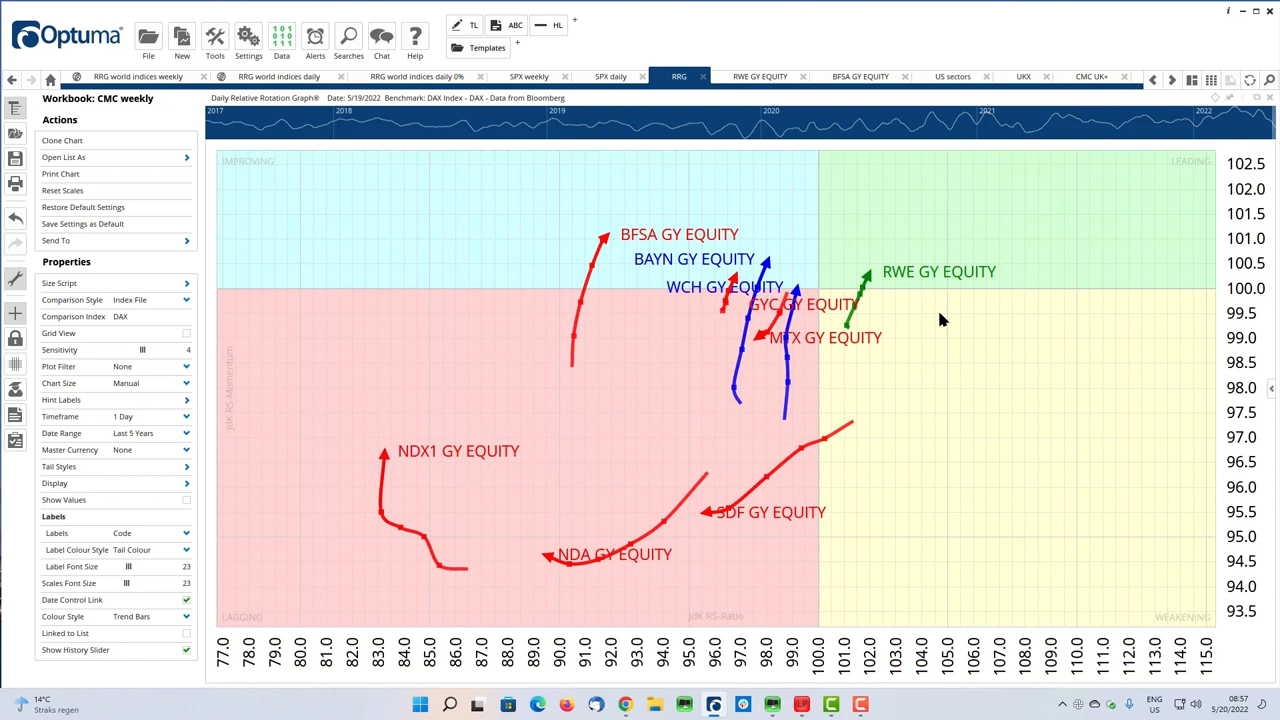 Optuma
File
New
Tools
Settings
Data
Alerts
Searches
Chat
Help
TL
ABC
HL
Templates
RRG world indices weekly
RRG world indices daily
RRG world indices daily 0%
SPX weekly
SPX daily
RRG
RWE GY EQUITY
BFSA GY EQUITY
US sectors
UKX
CMC UK+
Workbook: CMC weekly
Actions
Clone Chart
Open List As
Print Chart
Reset Scales
Restore Default Settings
Save Settings as Default
Send To
Properties
Size Script
Comparison Style Index File
Comparison Index DAX
Grid View
Sensitivity 4
Plot Filter None
Chart Size Manual
Hint Labels
Timeframe 1 Day
Date Range Last 5 Years
Master Currency None
Tail Styles
Display
Show Values
Labels
Labels Code
Label Colour Style Tail Colour
Label Font Size 23
Scales Font Size 23
Date Control Link
Colour Style Trend Bars
Linked to List
Show History Slider
Daily Relative Rotation Graph® Date: 5/19/2022 Benchmark: DAX Index - DAX - Data from Bloomberg
2017 2018 2019 2020 2021 2022
IMPROVING
LEADING
BFSA GY EQUITY
BAYN GY EQUITY
RWE GY EQUITY
WCH GY EQUITY
GYC GY EQUITY
MTX GY EQUITY
NDX1 GY EQUITY
SDF GY EQUITY
NDA GY EQUITY
JdK RS-Momentum
LAGGING
JdK RS-Ratio
WEAKENING
102.5
102.0
101.5
101.0
100.5
100.0
99.5
99.0
98.5
98.0
97.5
97.0
96.5
96.0
95.5
95.0
94.5
94.0
93.5
77.0 78.0 79.0 80.0 81.0 82.0 83.0 84.0 85.0 86.0 87.0 88.0 89.0 90.0 91.0 92.0 93.0 94.0 95.0 96.0 97.0 98.0 99.0 100.0 101.0 102.0 103.0 104.0 105.0 106.0 107.0 108.0 109.0 110.0 111.0 112.0 113.0 114.0 115.0
14°C
Straks regen
ENG
US
08:57
5/20/2022